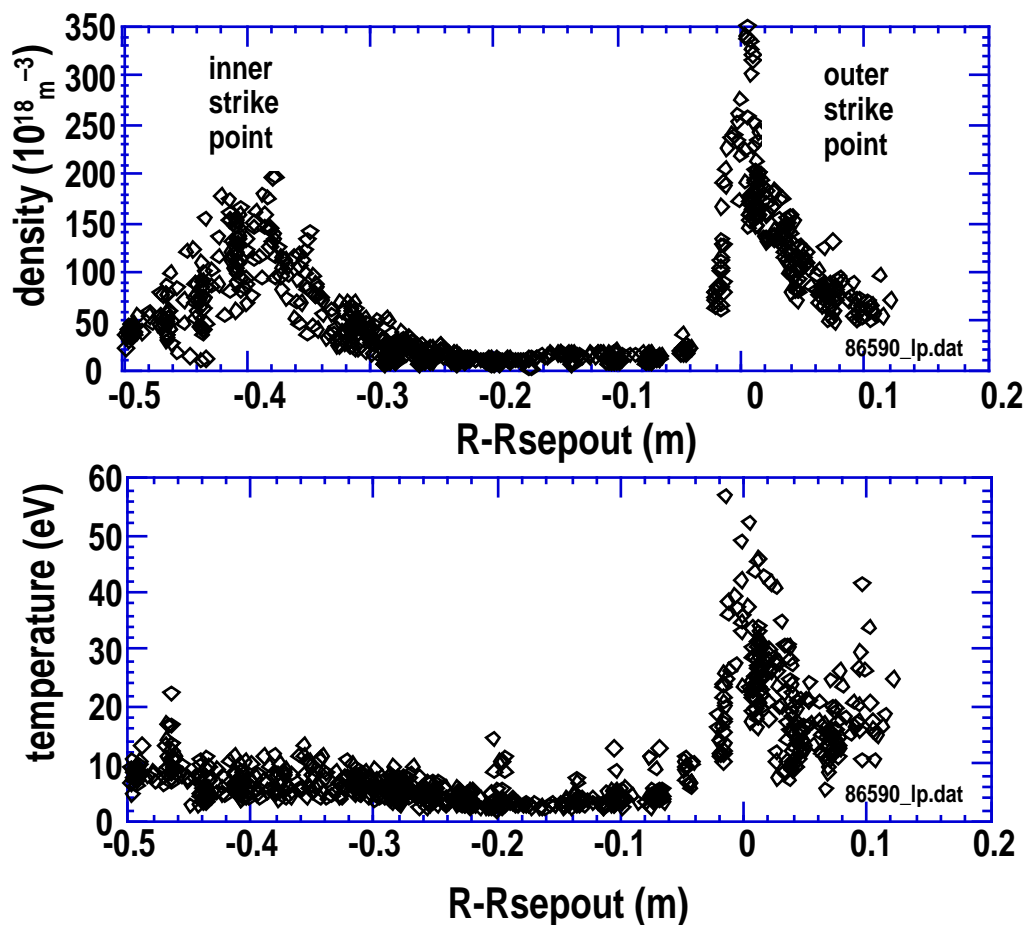 density (10¹⁸ m⁻³)
350
300
250
200
150
100
50
0
inner
strike
point
outer
strike
point
86590_lp.dat
-0.5 -0.4 -0.3 -0.2 -0.1 0 0.1 0.2
R-Rsepout (m)
temperature (eV)
60
50
40
30
20
10
0
86590_lp.dat
-0.5 -0.4 -0.3 -0.2 -0.1 0 0.1 0.2
R-Rsepout (m)